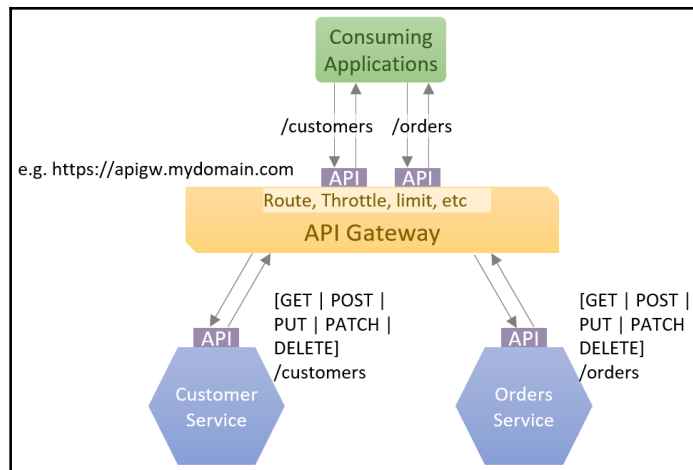 Consuming
Applications
/customers
/orders
e.g. https://apigw.mydomain.com
API
API
Route, Throttle, limit, etc
API Gateway
[GET | POST |
PUT | PATCH |
DELETE]
/customers
API
Customer
Service
[GET | POST |
PUT | PATCH
DELETE]
/orders
API
Orders
Service